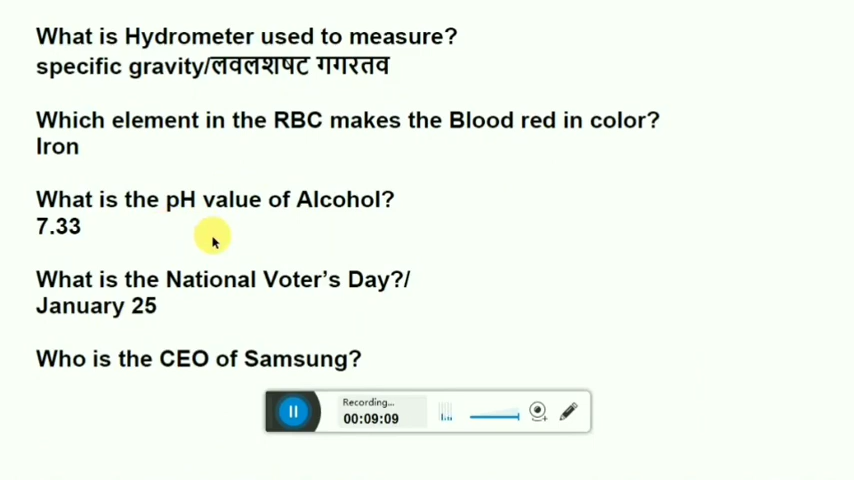 What is Hydrometer used to measure?
specific gravity/लवलशषट गगरतव
Which element in the RBC makes the Blood red in color?
Iron
What is the pH value of Alcohol?
7.33
What is the National Voter’s Day?/
January 25
Who is the CEO of Samsung?
Recording...
00:09:09